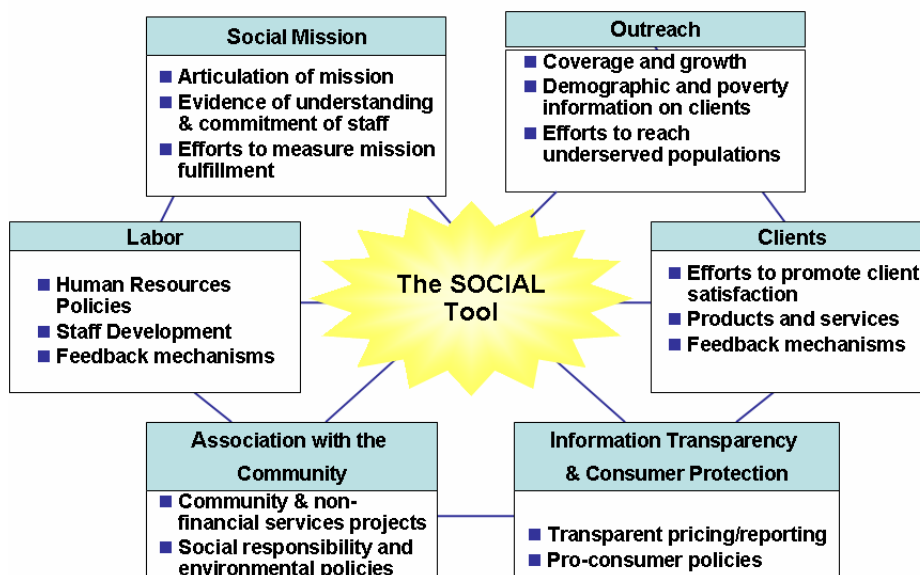 Social Mission
■ Articulation of mission
■ Evidence of understanding
& commitment of staff
■ Efforts to measure mission
fulfillment
Outreach
■ Coverage and growth
■ Demographic and poverty
information on clients
■ Efforts to reach
underserved populations
Labor
■ Human Resources
Policies
■ Staff Development
■ Feedback mechanisms
The SOCIAL
Tool
Clients
■ Efforts to promote client
satisfaction
■ Products and services
■ Feedback mechanisms
Association with the
Community
■ Community & non-
financial services projects
■ Social responsibility and
environmental policies
Information Transparency
& Consumer Protection
■ Transparent pricing/reporting
■ Pro-consumer policies